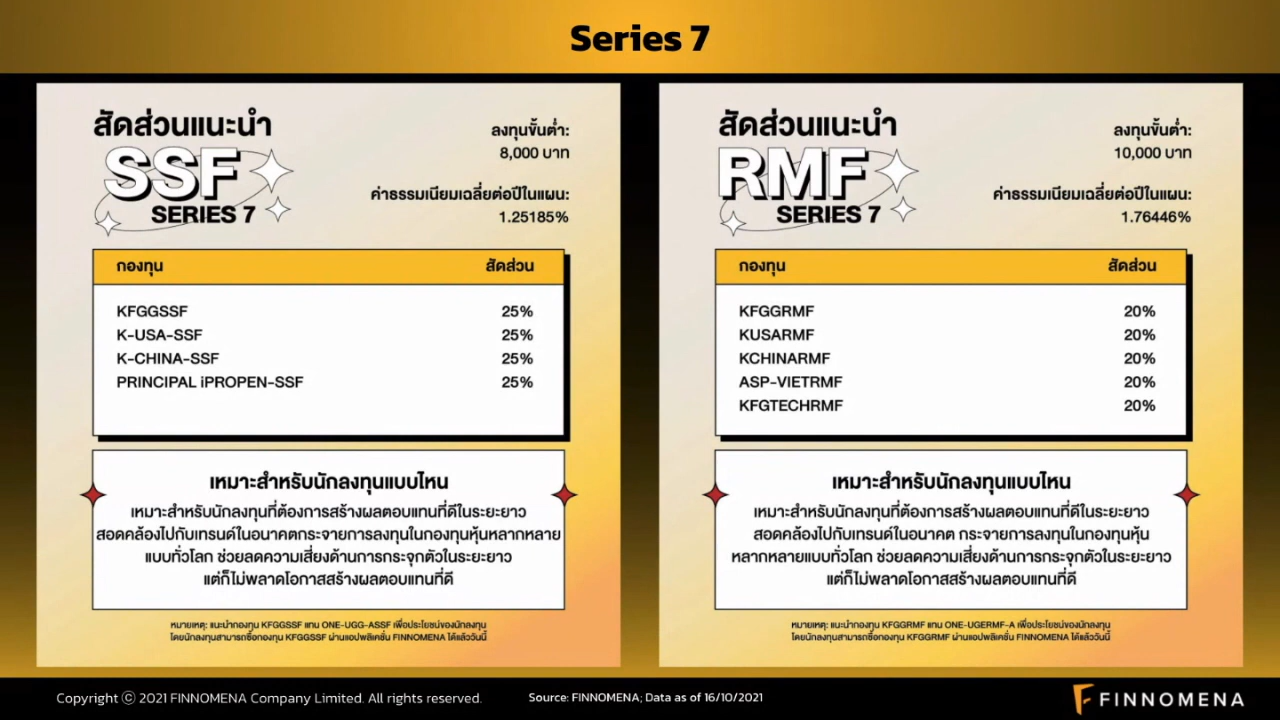 Series 7
สัดส่วนแนะนำ
SSF
SERIES 7
ลงทุนขั้นต่ำ:
8,000 บาท
ค่าธรรมเนียมเฉลี่ยต่อปีในแผน:
1.25185%
กองทุน สัดส่วน
KFGGSSF 25%
K-USA-SSF 25%
K-CHINA-SSF 25%
PRINCIPAL iPROPEN-SSF 25%
เหมาะสำหรับนักลงทุนแบบไหน
เหมาะสำหรับนักลงทุนที่ต้องการสร้างผลตอบแทนที่ดีในระยะยาว
สอดคล้องไปกับเทรนด์ในอนาคตกระจายการลงทุนในกองทุนหุ้นหลากหลาย
แบบทั่วโลก ช่วยลดความเสี่ยงด้านการกระจุกตัวในระยะยาว
แต่ก็ไม่พลาดโอกาสสร้างผลตอบแทนที่ดี
หมายเหตุ: แนะนำกองทุน KFGGSSF แทน ONE-UGG-ASSF เพื่อประโยชน์ของนักลงทุน
โดยนักลงทุนสามารถซื้อกองทุน KFGGSSF ผ่านแอปพลิเคชั่น FINNOMENA ได้แล้ววันนี้
สัดส่วนแนะนำ
RMF
SERIES 7
ลงทุนขั้นต่ำ:
10,000 บาท
ค่าธรรมเนียมเฉลี่ยต่อปีในแผน:
1.76446%
กองทุน สัดส่วน
KFGGRMF 20%
KUSARMF 20%
KCHINARMF 20%
ASP-VIETRMF 20%
KFGTECHRMF 20%
เหมาะสำหรับนักลงทุนแบบไหน
เหมาะสำหรับนักลงทุนที่ต้องการสร้างผลตอบแทนที่ดีในระยะยาว
สอดคล้องไปกับเทรนด์ในอนาคต กระจายการลงทุนในกองทุนหุ้น
หลากหลายแบบทั่วโลก ช่วยลดความเสี่ยงด้านการกระจุกตัวในระยะยาว
แต่ก็ไม่พลาดโอกาสสร้างผลตอบแทนที่ดี
หมายเหตุ: แนะนำกองทุน KFGGRMF แทน ONE-UGERMF-A เพื่อประโยชน์ของนักลงทุน
โดยนักลงทุนสามารถซื้อกองทุน KFGGRMF ผ่านแอปพลิเคชั่น FINNOMENA ได้แล้ววันนี้
Copyright ⓒ 2021 FINNOMENA Company Limited. All rights reserved.
Source: FINNOMENA; Data as of 16/10/2021
FINNOMENA